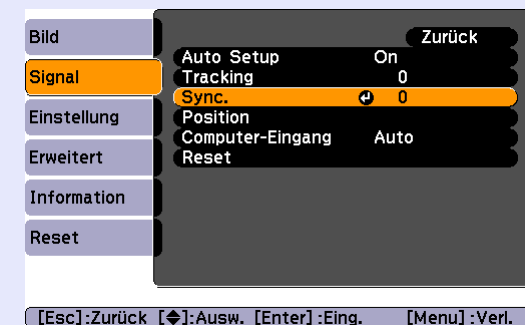 Bild
Signal
Einstellung
Erweitert
Information
Reset
Zurück
Auto Setup On
Tracking 0
Sync. 0
Position
Computer-Eingang Auto
Reset
[Esc]:Zurück [◆]:Ausw. [Enter]:Eing. [Menu]:Verl.